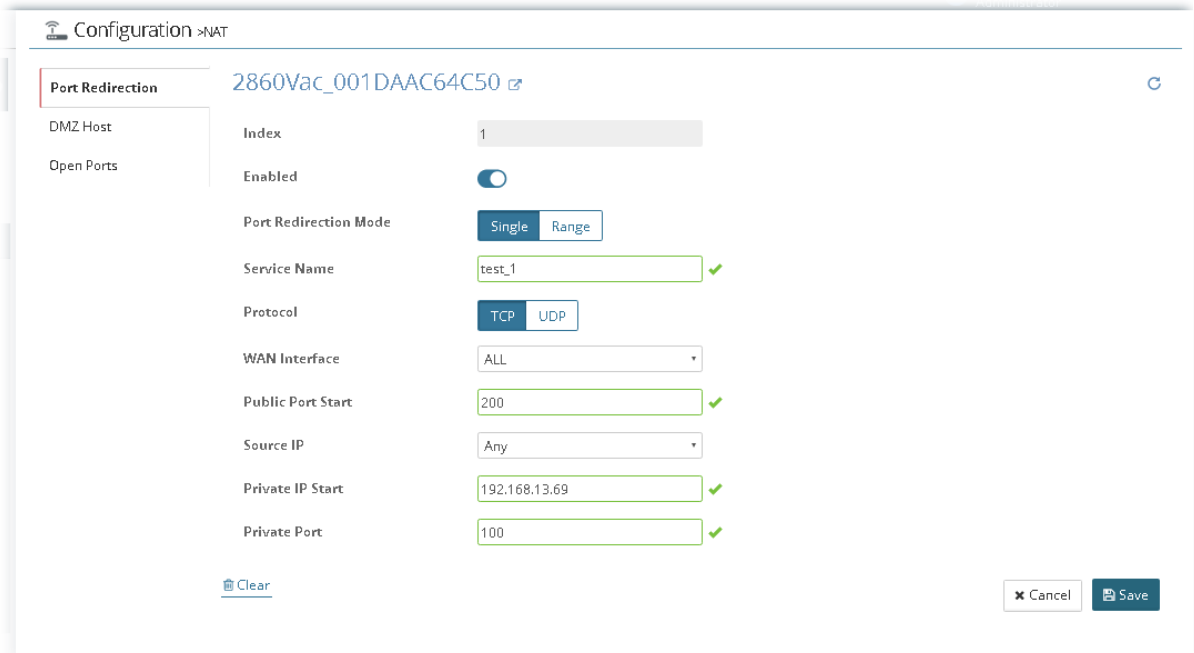 Configuration >NAT
Port Redirection
DMZ Host
Open Ports
2860Vac_001DAAC64C50
Index 1
Enabled
Port Redirection Mode Single Range
Service Name test_1
Protocol TCP UDP
WAN Interface ALL
Public Port Start 200
Source IP Any
Private IP Start 192.168.13.69
Private Port 100
Clear
Cancel Save